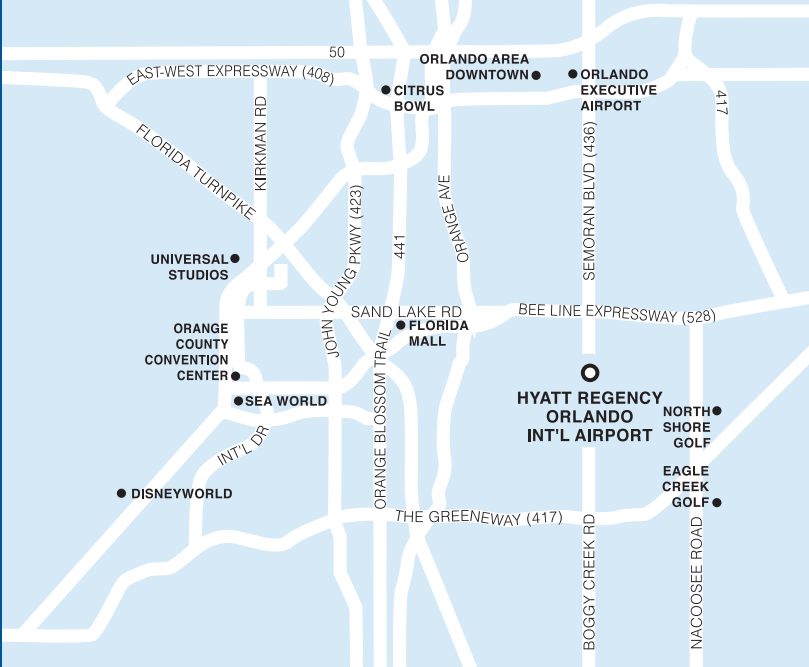 50
ORLANDO AREA
DOWNTOWN
EAST-WEST EXPRESSWAY (408)
CITRUS
BOWL
ORLANDO
EXECUTIVE
AIRPORT
417
KIRKMAN RD
FLORIDA TURNPIKE
SEMORAN BLVD (436)
JOHN YOUNG PKWY (423)
441
ORANGE AVE
UNIVERSAL
STUDIOS
SAND LAKE RD
BEE LINE EXPRESSWAY (528)
FLORIDA
MALL
ORANGE
COUNTY
CONVENTION
CENTER
ORANGE BLOSSOM TRAIL
SEA WORLD
HYATT REGENCY
ORLANDO
INT'L AIRPORT
NORTH
SHORE
GOLF
INT'L DR
EAGLE
CREEK
GOLF
DISNEYWORLD
THE GREENEWAY (417)
BOGGY CREEK RD
NACOOSEE ROAD